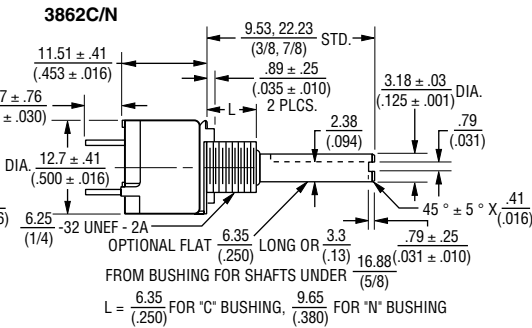 3862C/N
9.53, 22.23
(3/8, 7/8)
STD.
11.51 ± .41
(.453 ± .016)
.89 ± .25
(.035 ± .010)
2 PLCS.
L
3.18 ± .03
(.125 ± .001)
DIA.
7 ± .76
± .030)
2.38
(.094)
.79
(.031)
DIA.
12.7 ± .41
(.500 ± .016)
6.25
(1/4)
-32 UNEF - 2A
45 ° ± 5 ° X .41
(.016)
OPTIONAL FLAT 6.35 LONG OR 3.3
(.250) (.13)
.79 ± .25
(.031 ± .010)
FROM BUSHING FOR SHAFTS UNDER 16.88
(5/8)
L = 6.35 FOR "C" BUSHING, 9.65 FOR "N" BUSHING
(.250) (.380)